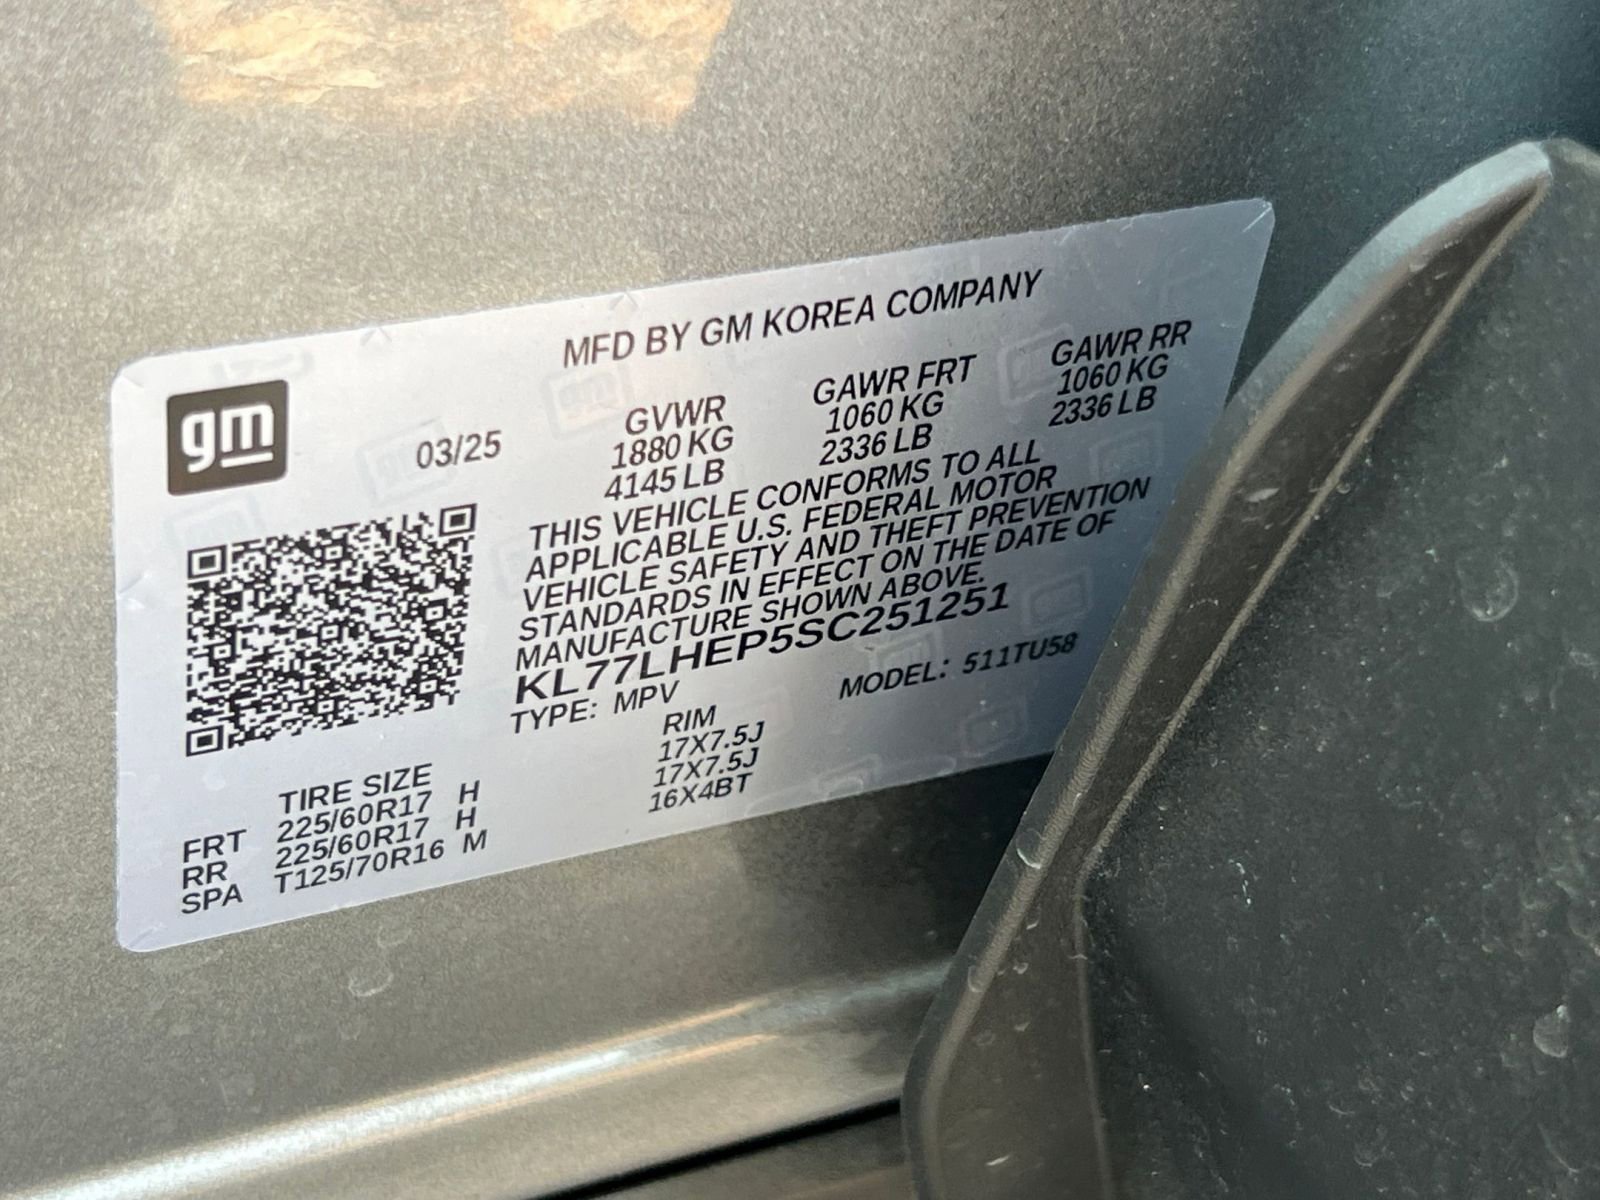 MFD BY GM KOREA COMPANY
gm
03/25
GVWR GAWR FRT GAWR RR
1880 KG 1060 KG 1060 KG
4145 LB 2336 LB 2336 LB
THIS VEHICLE CONFORMS TO ALL
APPLICABLE U.S. FEDERAL MOTOR
VEHICLE SAFETY AND THEFT PREVENTION
STANDARDS IN EFFECT ON THE DATE OF
MANUFACTURE SHOWN ABOVE.
KL77LHEP5SC251251
TYPE: MPV MODEL: 511TU58
TIRE SIZE RIM
FRT 225/60R17 H 17X7.5J
RR 225/60R17 H 17X7.5J
SPA T125/70R16 M 16X4BT